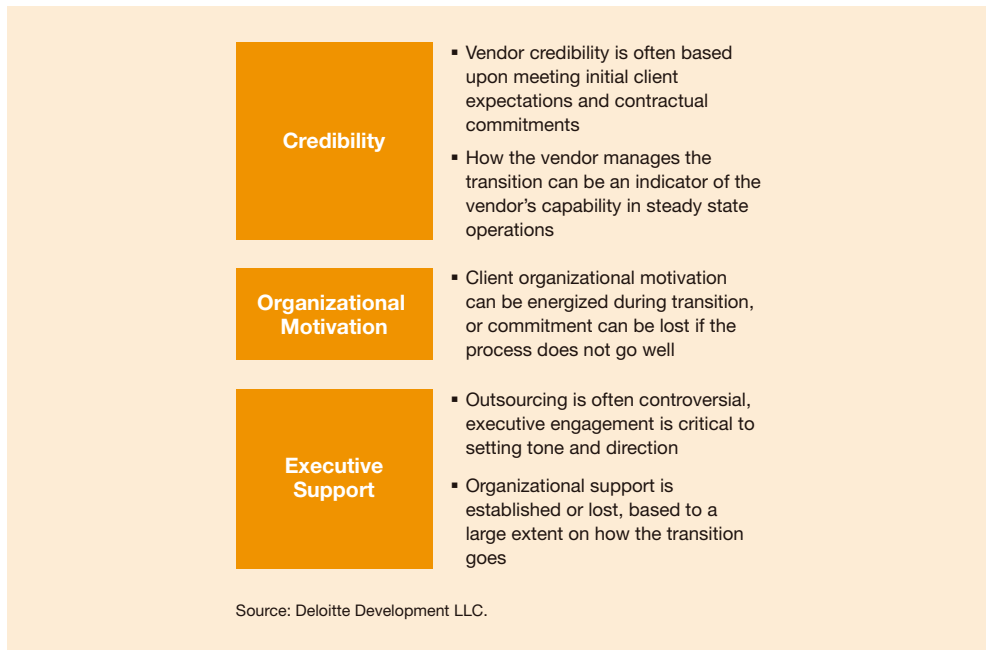 Credibility
▪ Vendor credibility is often based
upon meeting initial client
expectations and contractual
commitments
▪ How the vendor manages the
transition can be an indicator of the
vendor's capability in steady state
operations
Organizational
Motivation
▪ Client organizational motivation
can be energized during transition,
or commitment can be lost if the
process does not go well
Executive
Support
▪ Outsourcing is often controversial,
executive engagement is critical to
setting tone and direction
▪ Organizational support is
established or lost, based to a
large extent on how the transition
goes
Source: Deloitte Development LLC.